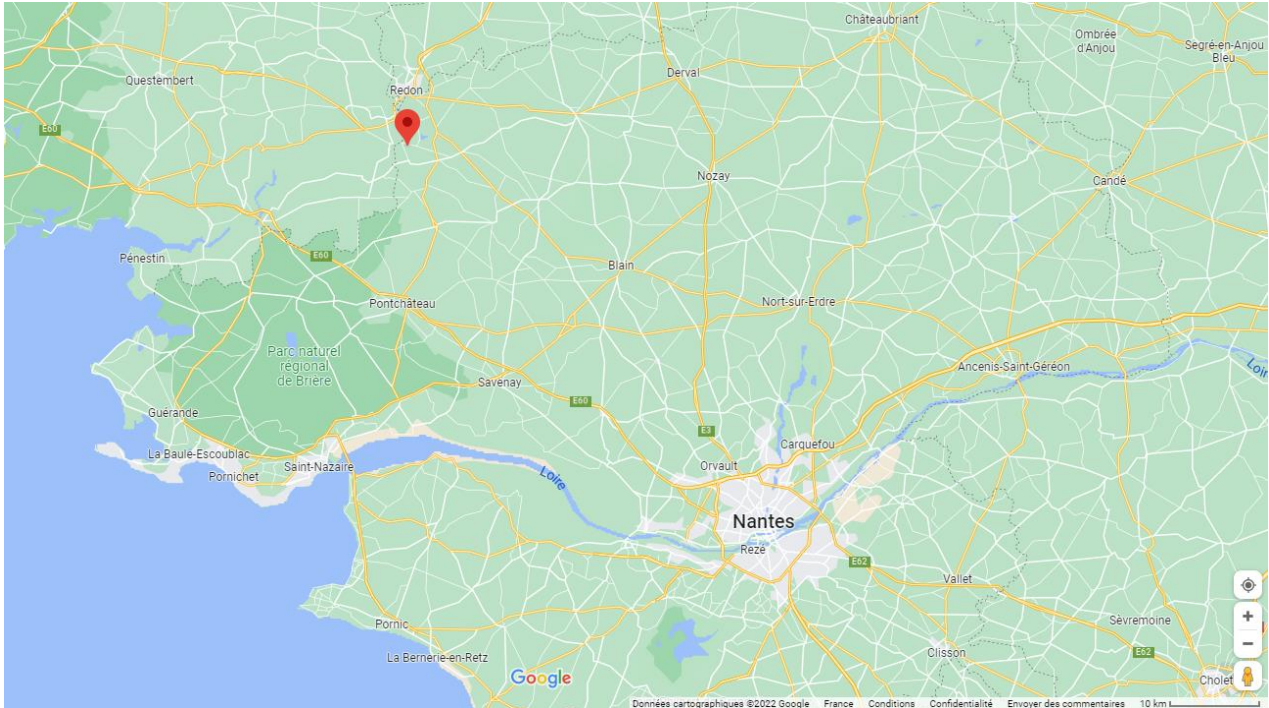 Châteaubriant
Ombrée
d'Anjou
Segré-en-Anjou
Bleu
Derval
Questembert
Redon
E60
Nozay
Candé
Pénestin
E60
Blain
Pontchâteau
Nort-sur-Erdre
Parc naturel
régional
de Brière
Ancenis-Saint-Géréon
Loire
Savenay
E60
Guérande
E3
Carquefou
La Baule-Escoublac
Saint-Nazaire
Pornichet
Orvault
Loire
Nantes
Rezé
E62
Vallet
Pornic
Sèvremoine
La Bernerie-en-Retz
Clisson
E62
Google
Cholet
Données cartographiques ©2022 Google France Conditions Confidentialité Envoyer des commentaires 10 km